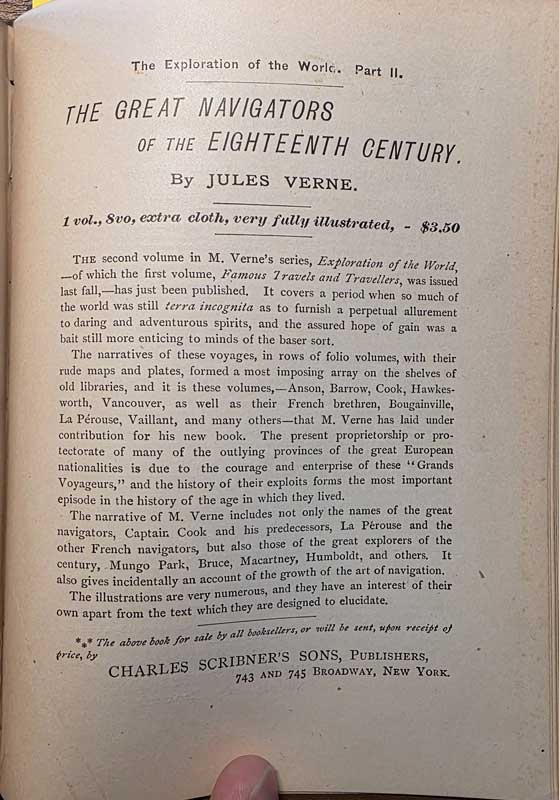 The Exploration of the World. Part II.
THE GREAT NAVIGATORS
OF THE EIGHTEENTH CENTURY.
By JULES VERNE.
1 vol., 8vo, extra cloth, very fully illustrated, - $3.50
THE second volume in M. Verne's series, Exploration of the World,
—of which the first volume, Famous Travels and Travellers, was issued
last fall,—has just been published. It covers a period when so much of
the world was still terra incognita as to furnish a perpetual allurement
to daring and adventurous spirits, and the assured hope of gain was a
bait still more enticing to minds of the baser sort.
The narratives of these voyages, in rows of folio volumes, with their
rude maps and plates, formed a most imposing array on the shelves of
old libraries, and it is these volumes,—Anson, Barrow, Cook, Hawkes-
worth, Vancouver, as well as their French brethren, Bougainville,
La Pérouse, Vaillant, and many others—that M. Verne has laid under
contribution for his new book. The present proprietorship or pro-
tectorate of many of the outlying provinces of the great European
nationalities is due to the courage and enterprise of these "Grands
Voyageurs," and the history of their exploits forms the most important
episode in the history of the age in which they lived.
The narrative of M. Verne includes not only the names of the great
navigators, Captain Cook and his predecessors, La Pérouse and the
other French navigators, but also those of the great explorers of the
century, Mungo Park, Bruce, Macartney, Humboldt, and others. It
also gives incidentally an account of the growth of the art of navigation.
The illustrations are very numerous, and they have an interest of their
own apart from the text which they are designed to elucidate.
*** The above book for sale by all booksellers, or will be sent, upon receipt of
price, by
CHARLES SCRIBNER'S SONS, PUBLISHERS,
743 AND 745 BROADWAY, NEW YORK.